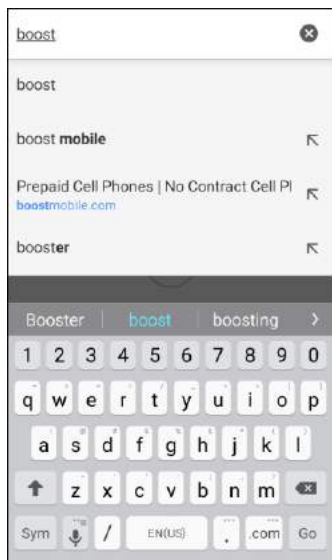 boost
boost
boost mobile
Prepaid Cell Phones | No Contract Cell Pl
boostmobile.com
booster
Booster boost boosting
1 2 3 4 5 6 7 8 9 0
q w e r t y u i o p
a s d f g h j k l
z x c v b n m
Sym / EN(US) . .com Go